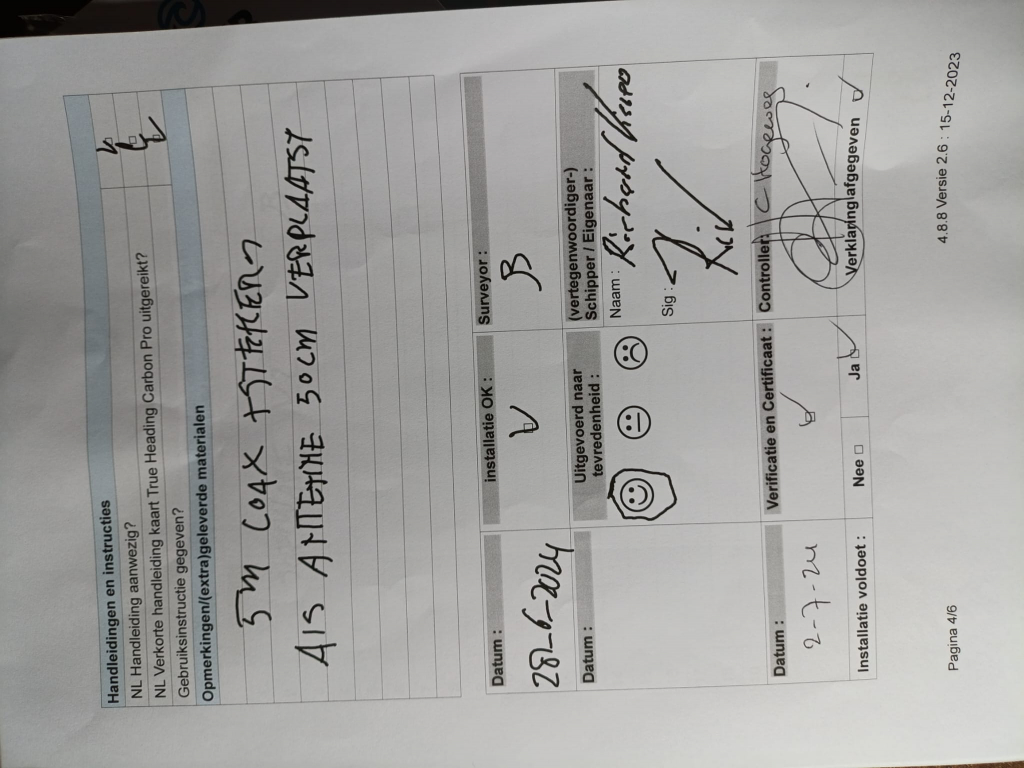 Handleidingen en instructies
NL Handleiding aanwezig?
NL Verkorte handleiding kaart True Heading Carbon Pro uitgereikt?
Gebruiksinstructie gegeven?
Opmerkingen/(extra)geleverde materialen
5m COAX + STEKERS
AIS ANTENNE 50CM VERPLAATST
Datum :
installatie OK :
Surveyor :
28-6-2024
B
Datum :
Uitgevoerd naar
tevredenheid :
(vertegenwoordiger-)
Schipper / Eigenaar :
Naam : Richard
Sig :
Datum :
Verificatie en Certificaat :
Controller:
2-7-24
Installatie voldoet :
Nee
Ja
Verklaring afgegeven
Pagina 4/6
4.8.8 Versie 2.6 : 15-12-2023